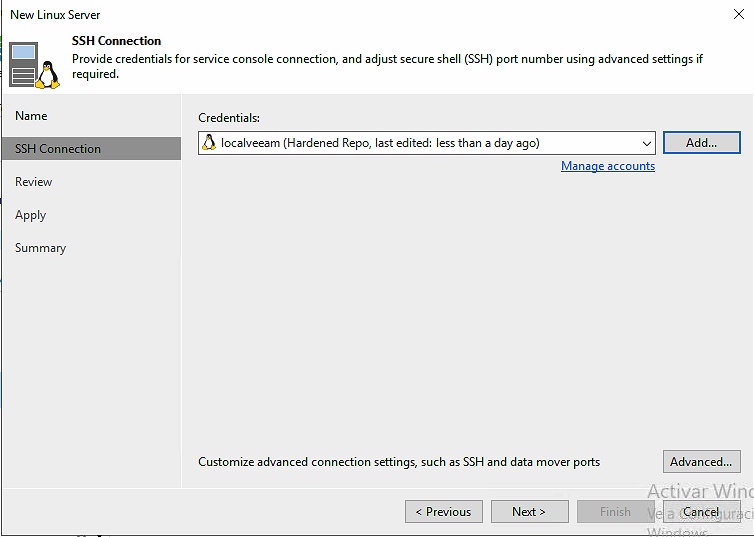 New Linux Server
SSH Connection
Provide credentials for service console connection, and adjust secure shell (SSH) port number using advanced settings if
required.
Name
SSH Connection
Review
Apply
Summary
Credentials:
localveeam (Hardened Repo, last edited: less than a day ago)
Add...
Manage accounts
Customize advanced connection settings, such as SSH and data mover ports
Advanced...
Activar Wind
< Previous
Next >
Finish
Cancel
Ve a Configuraci
Windows.